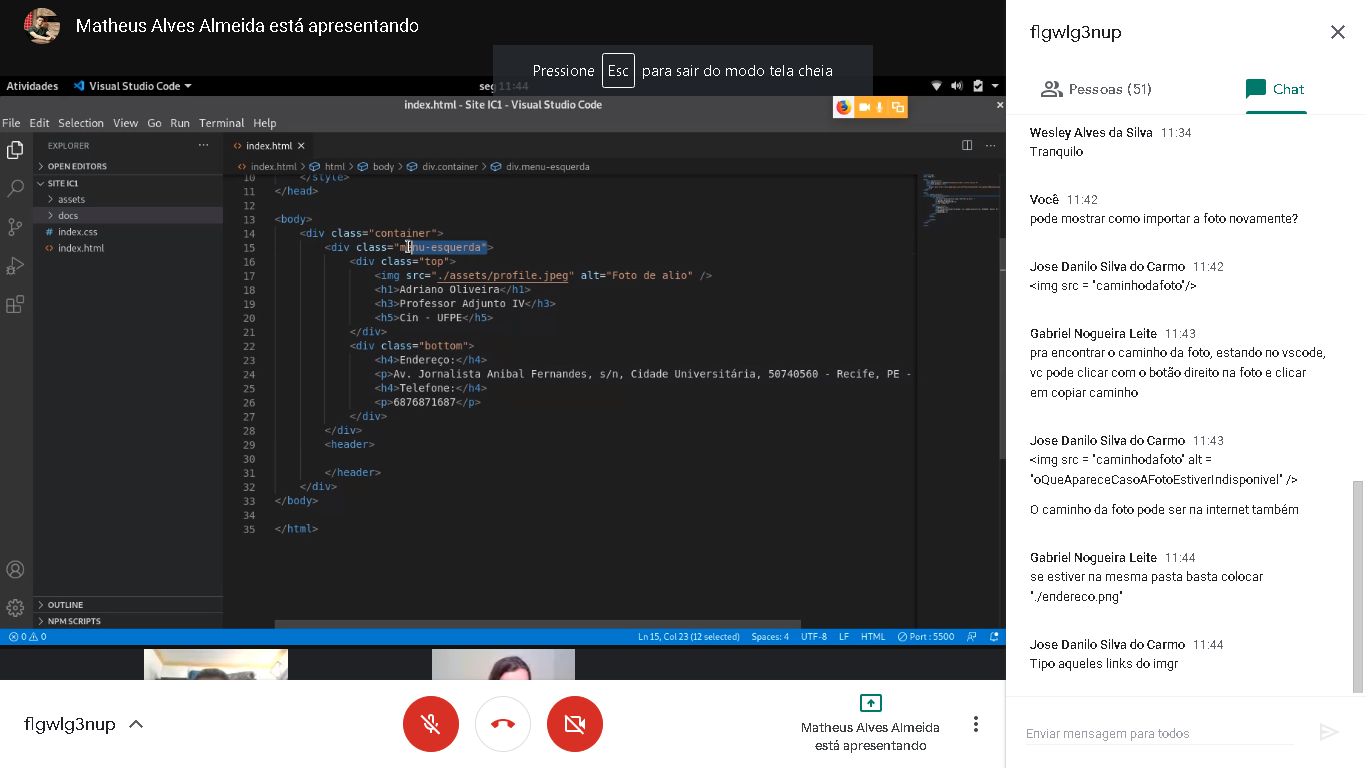 Matheus Alves Almeida está apresentando
Pressione Esc para sair do modo tela cheia
Atividades Visual Studio Code seg 11:44
index.html - Site IC1 - Visual Studio Code
File Edit Selection View Go Run Terminal Help
EXPLORER
OPEN EDITORS
SITE IC1
assets
docs
index.css
index.html
OUTLINE
NPM SCRIPTS
index.html
index.html > html > body > div.container > div.menu-esquerda
10 </style>
11 </head>
12
13 <body>
14 <div class="container">
15 <div class="menu-esquerda">
16 <div class="top">
17 <img src="./assets/profile.jpeg" alt="Foto de alio" />
18 <h1>Adriano Oliveira</h1>
19 <h3>Professor Adjunto IV</h3>
20 <h5>Cin - UFPE</h5>
21 </div>
22 <div class="bottom">
23 <h4>Endereço:</h4>
24 <p>Av. Jornalista Anibal Fernandes, s/n, Cidade Universitária, 50740560 - Recife, PE -
25 <h4>Telefone:</h4>
26 <p>6876871687</p>
27 </div>
28 </div>
29 <header>
30
31 </header>
32 </div>
33 </body>
34
35 </html>
0 0 Ln 15, Col 23 (12 selected) Spaces: 4 UTF-8 LF HTML Port : 5500
flgwlg3nup
Matheus Alves Almeida
está apresentando
flgwlg3nup
Pessoas (51) Chat
Wesley Alves da Silva 11:34
Tranquilo
Você 11:42
pode mostrar como importar a foto novamente?
Jose Danilo Silva do Carmo 11:42
<img src = "caminhodafoto"/>
Gabriel Nogueira Leite 11:43
pra encontrar o caminho da foto, estando no vscode,
vc pode clicar com o botão direito na foto e clicar
em copiar caminho
Jose Danilo Silva do Carmo 11:43
<img src = "caminhodafoto" alt =
"oQueApareceCasoAFotoEstiverIndisponivel" />
O caminho da foto pode ser na internet também
Gabriel Nogueira Leite 11:44
se estiver na mesma pasta basta colocar
"./endereco.png"
Jose Danilo Silva do Carmo 11:44
Tipo aqueles links do imgr
Enviar mensagem para todos